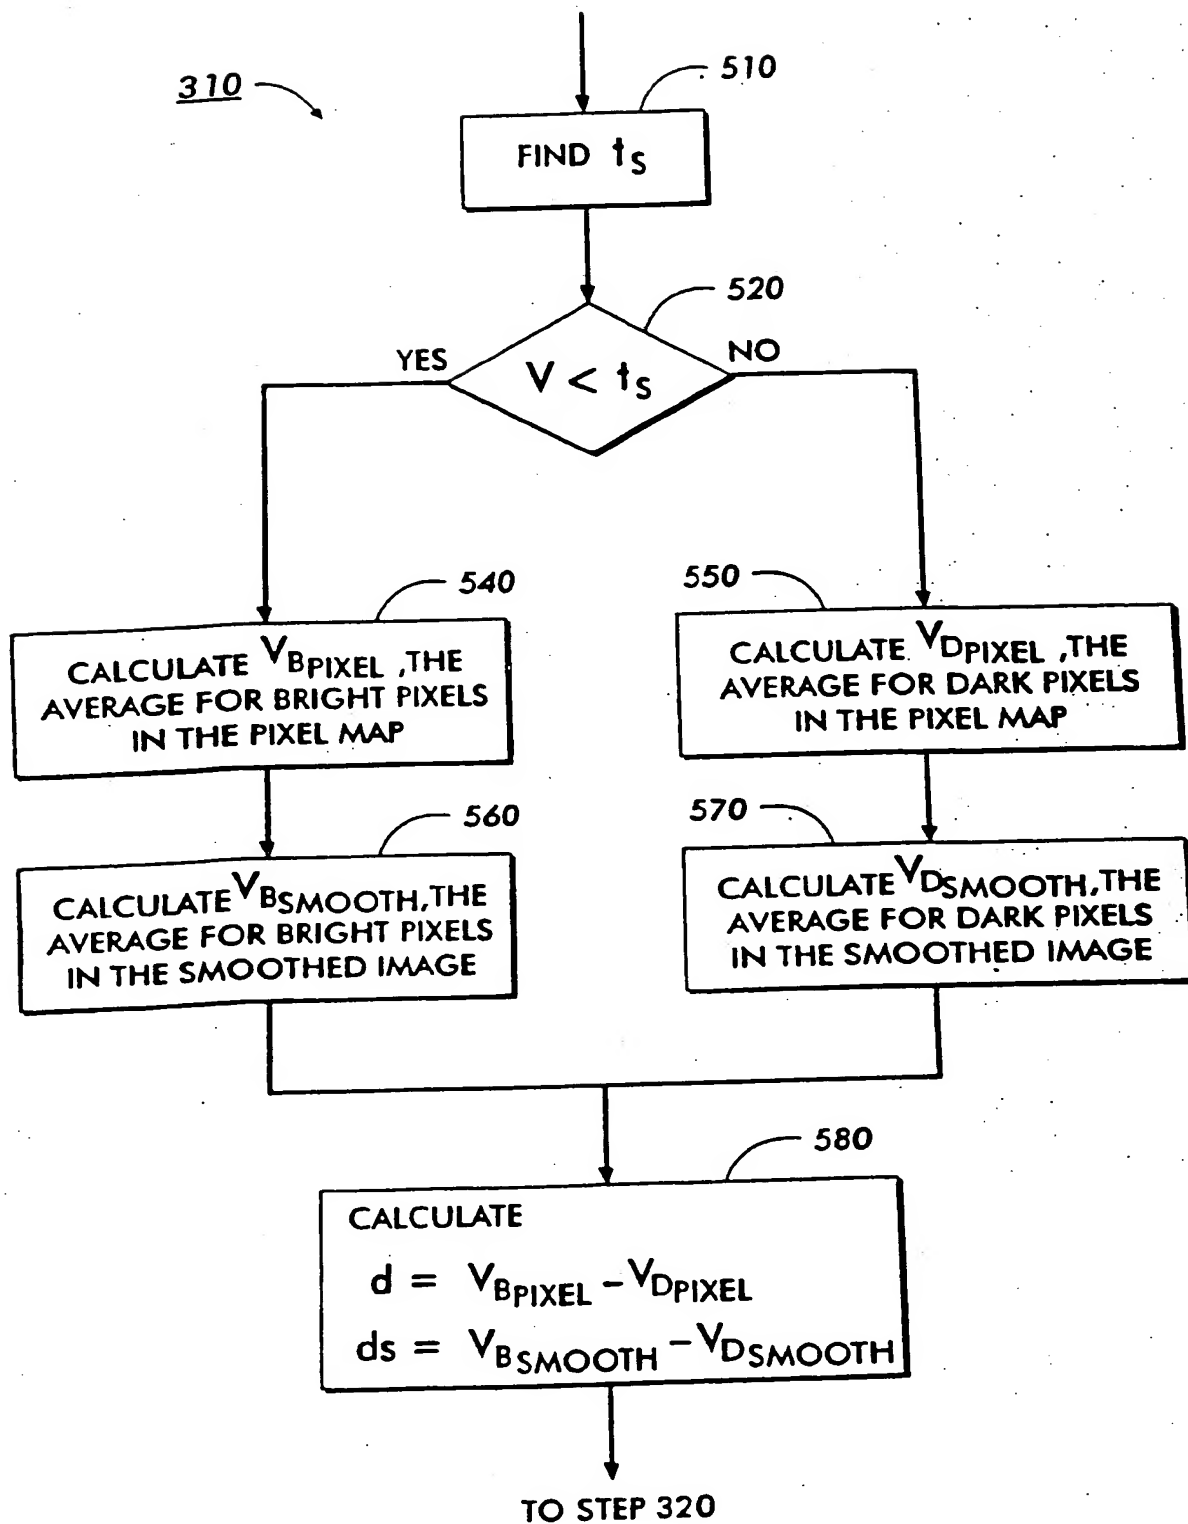 310
510
FIND tS
520
YES
V < tS
NO
540
CALCULATE VBPIXEL ,THE
AVERAGE FOR BRIGHT PIXELS
IN THE PIXEL MAP
550
CALCULATE. VDPIXEL ,THE
AVERAGE FOR DARK PIXELS
IN THE PIXEL MAP
560
CALCULATE VBSMOOTH,THE
AVERAGE FOR BRIGHT PIXELS
IN THE SMOOTHED IMAGE
570
CALCULATE VDSMOOTH,THE
AVERAGE FOR DARK PIXELS
IN THE SMOOTHED IMAGE
580
CALCULATE
d = VBPIXEL - VDPIXEL
ds = VBSMOOTH - VDSMOOTH
TO STEP 320